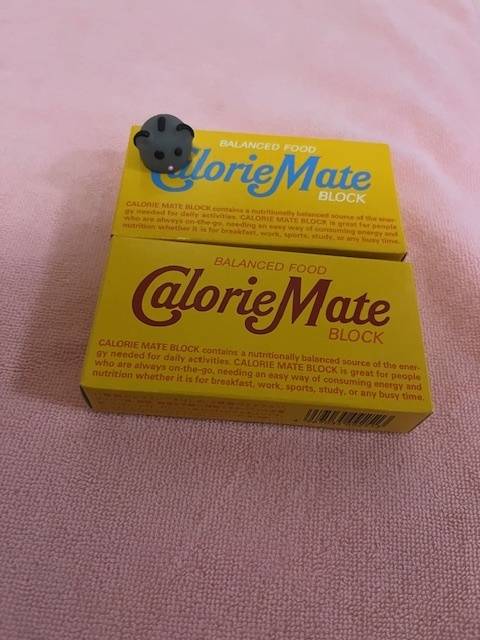 BALANCED FOOD
CalorieMate
BLOCK
CALORIE MATE BLOCK contains a nutritionally balanced source of the ener-
gy needed for daily activities. CALORIE MATE BLOCK is great for people
who are always on-the-go, needing an easy way of consuming energy and
nutrition whether it is for breakfast, work, sports, study, or any busy time.
BALANCED FOOD
CalorieMate
BLOCK
CALORIE MATE BLOCK contains a nutritionally balanced source of the ener-
gy needed for daily activities. CALORIE MATE BLOCK is great for people
who are always on-the-go, needing an easy way of consuming energy and
nutrition whether it is for breakfast, work, sports, study, or any busy time.